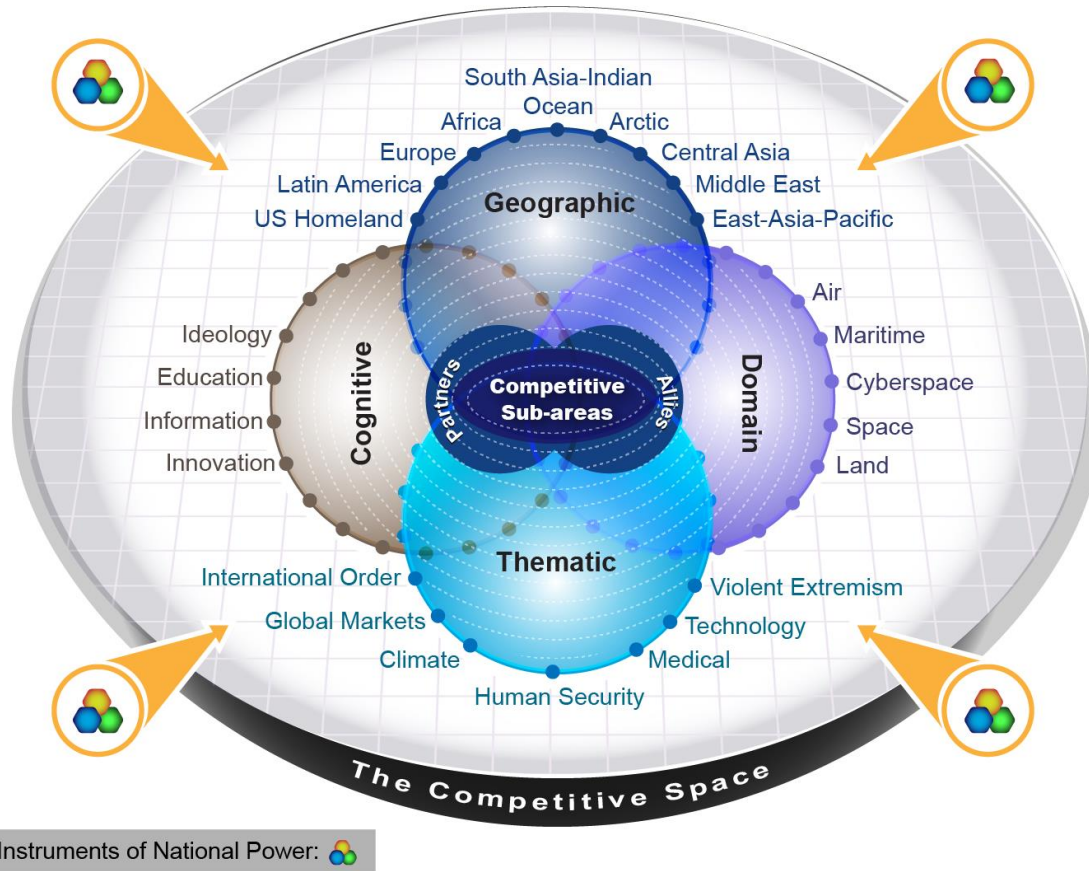 South Asia-Indian
Ocean
Africa
Arctic
Europe
Central Asia
Latin America
Middle East
US Homeland
East-Asia-Pacific
Geographic
Air
Maritime
Cyberspace
Space
Land
Domain
Ideology
Education
Information
Innovation
Cognitive
Partners
Competitive
Sub-areas
Allies
Thematic
International Order
Violent Extremism
Global Markets
Technology
Climate
Medical
Human Security
The Competitive Space
Instruments of National Power: